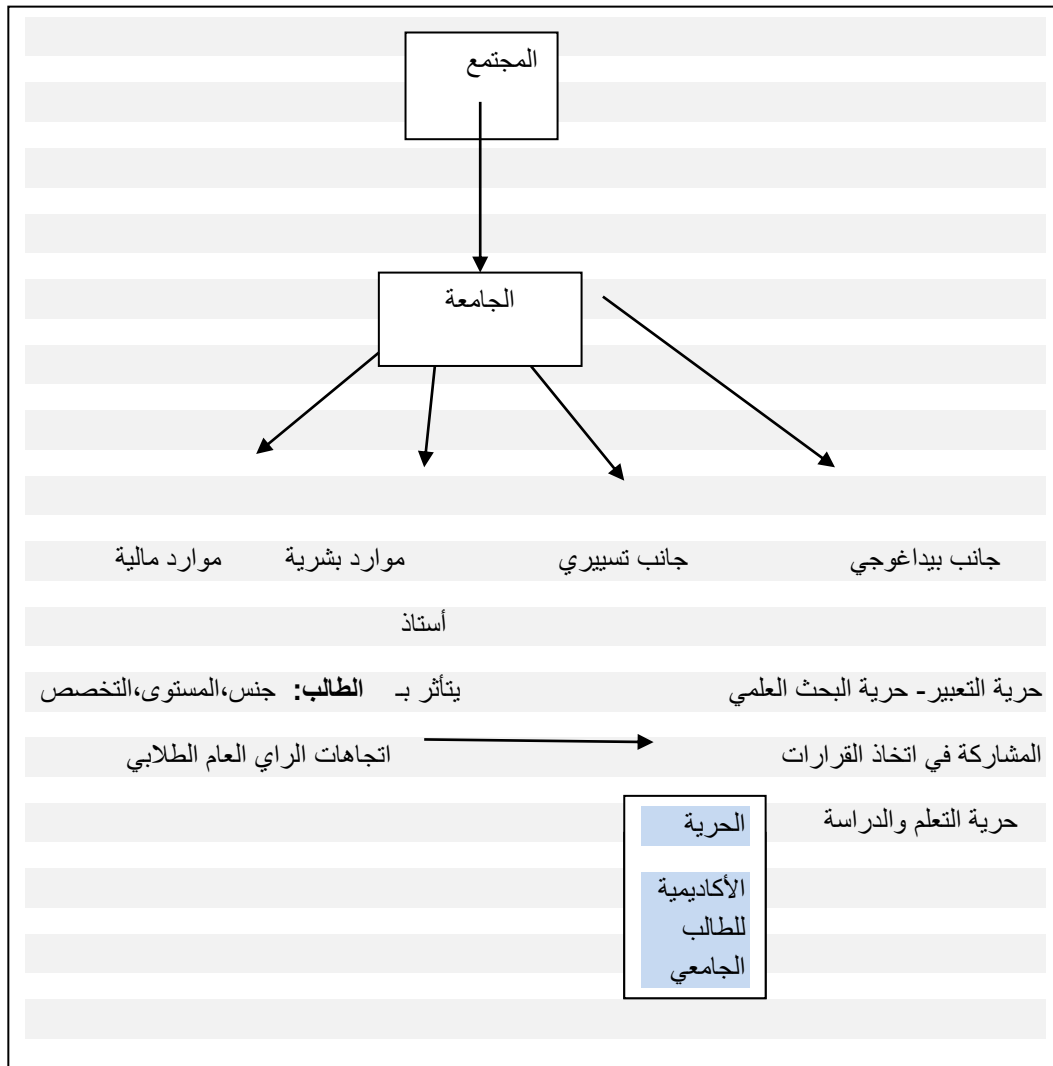 المجتمع
الجامعة
جانب بيداغوجي جانب تسييري موارد بشرية موارد مالية
أستاذ
حرية التعبير- حرية البحث العلمي يتأثر بـ الطالب: جنس،المستوى،التخصص
المشاركة في اتخاذ القرارات اتجاهات الراي العام الطلابي
حرية التعلم والدراسة الحرية
الأكاديمية
للطالب
الجامعي